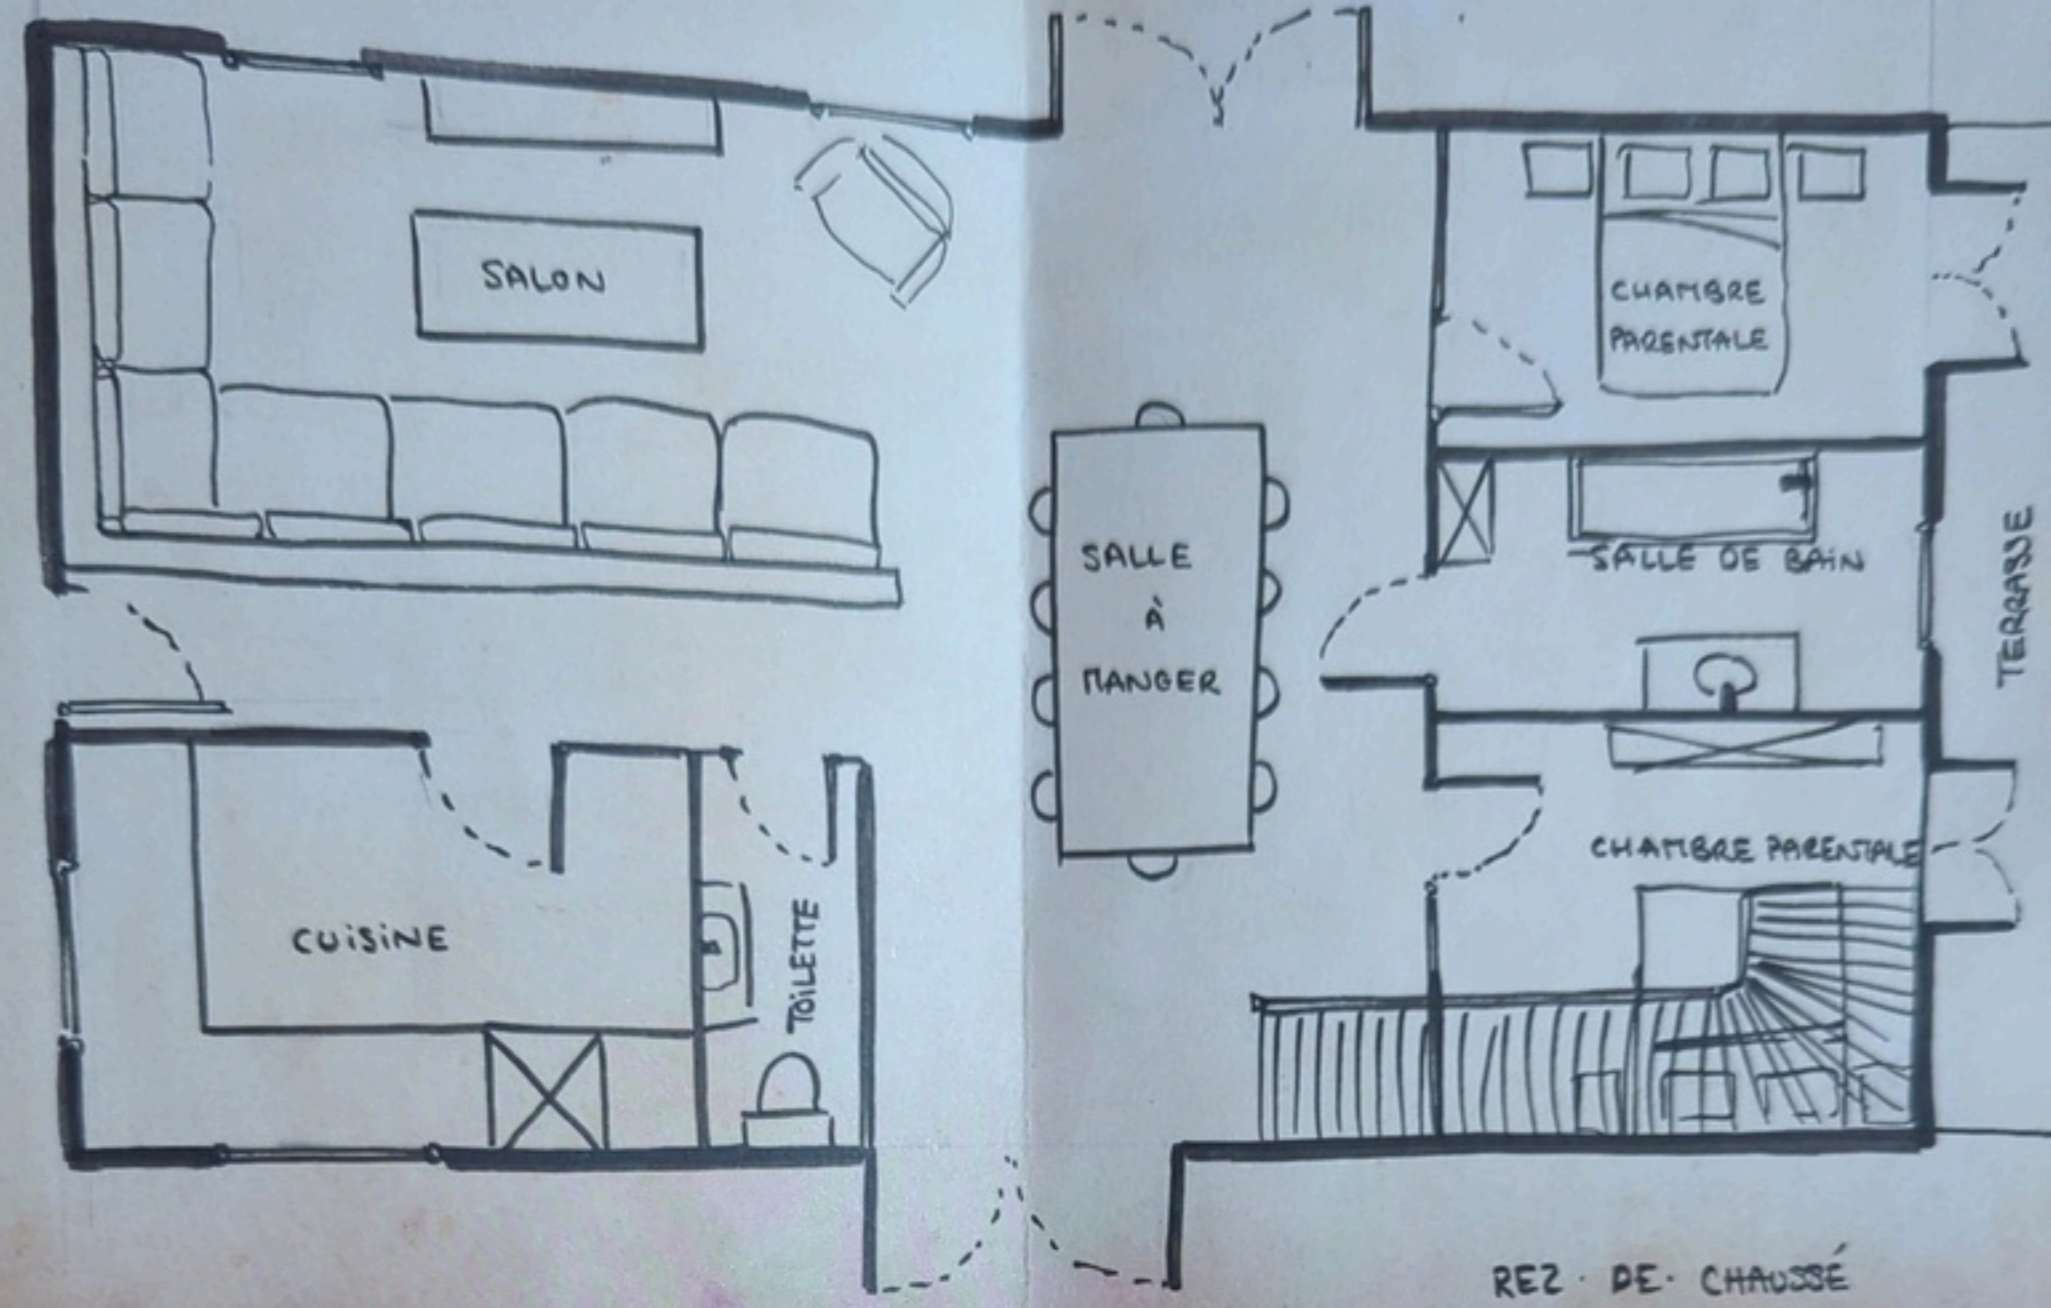 SALON
CHAMBRE
PARENTALE
SALLE
À
MANGER
SALLE DE BAIN
TERRASSE
CHAMBRE PARENTALE
CUISINE
TOILETTE
REZ · DE · CHAUSSÉ